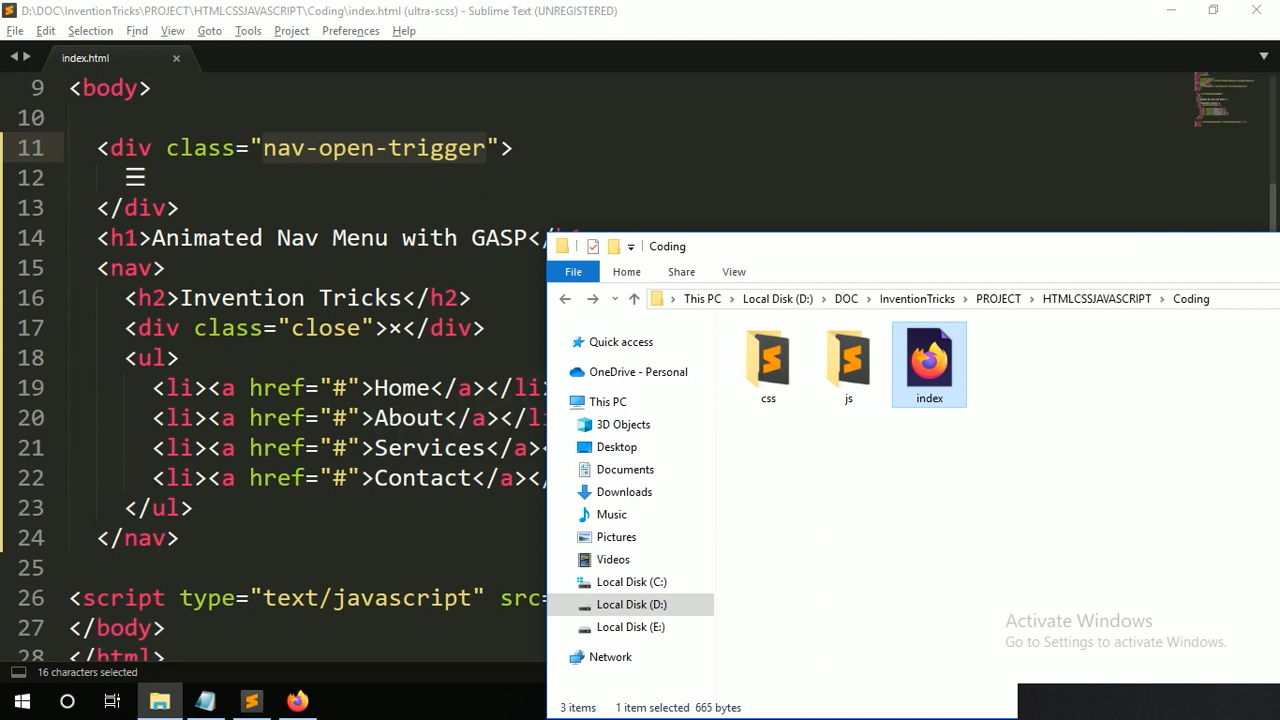 D:\DOC\InventionTricks\PROJECT\HTMLCSSJAVASCRIPT\Coding\index.html (ultra-scss) - Sublime Text (UNREGISTERED)
File Edit Selection Find View Goto Tools Project Preferences Help
index.html
9 <body>
10
11 <div class="nav-open-trigger">
12 ☰
13 </div>
14 <h1>Animated Nav Menu with GASP</
15 <nav>
16 <h2>Invention Tricks</h2>
17 <div class="close">×</div>
18 <ul>
19 <li><a href="#">Home</a></li>
20 <li><a href="#">About</a></l
21 <li><a href="#">Services</a>
22 <li><a href="#">Contact</a></
23 </ul>
24 </nav>
25
26 <script type="text/javascript" src=
27 </body>
28 </html>
16 characters selected
Coding
File Home Share View
This PC Local Disk (D:) DOC InventionTricks PROJECT HTMLCSSJAVASCRIPT Coding
Quick access
OneDrive - Personal
This PC
3D Objects
Desktop
Documents
Downloads
Music
Pictures
Videos
Local Disk (C:)
Local Disk (D:)
Local Disk (E:)
Network
css js index
3 items 1 item selected 665 bytes
Activate Windows
Go to Settings to activate Windows.